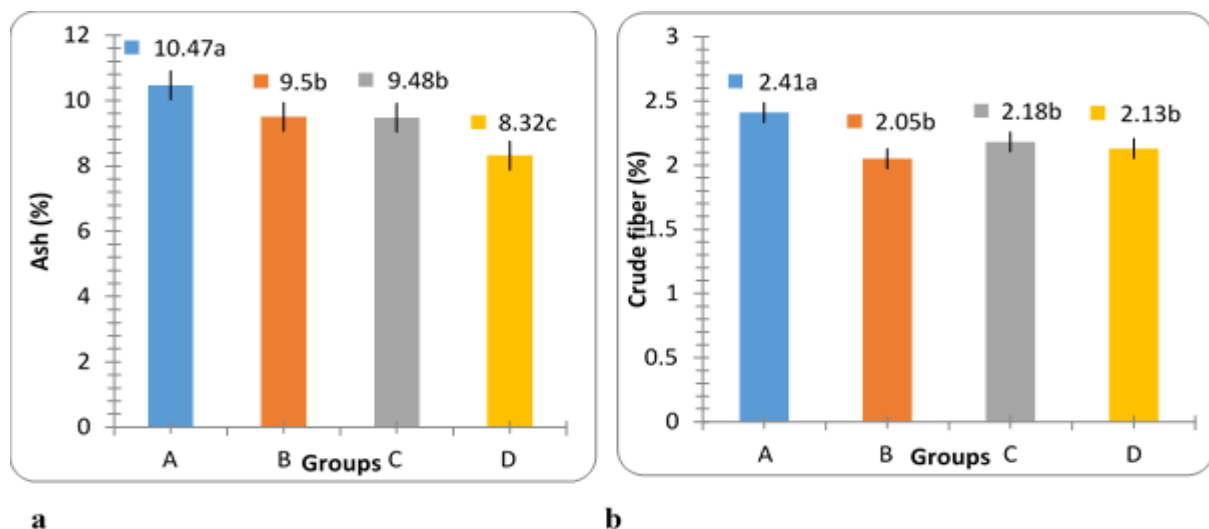 12
10
8
6
4
2
0
Ash (%)
10.47a
9.5b
9.48b
8.32c
A B C D
Groups
a
3
2.5
2
1.5
1
0.5
0
Crude fiber (%)
2.41a
2.05b
2.18b
2.13b
A B C D
Groups
b